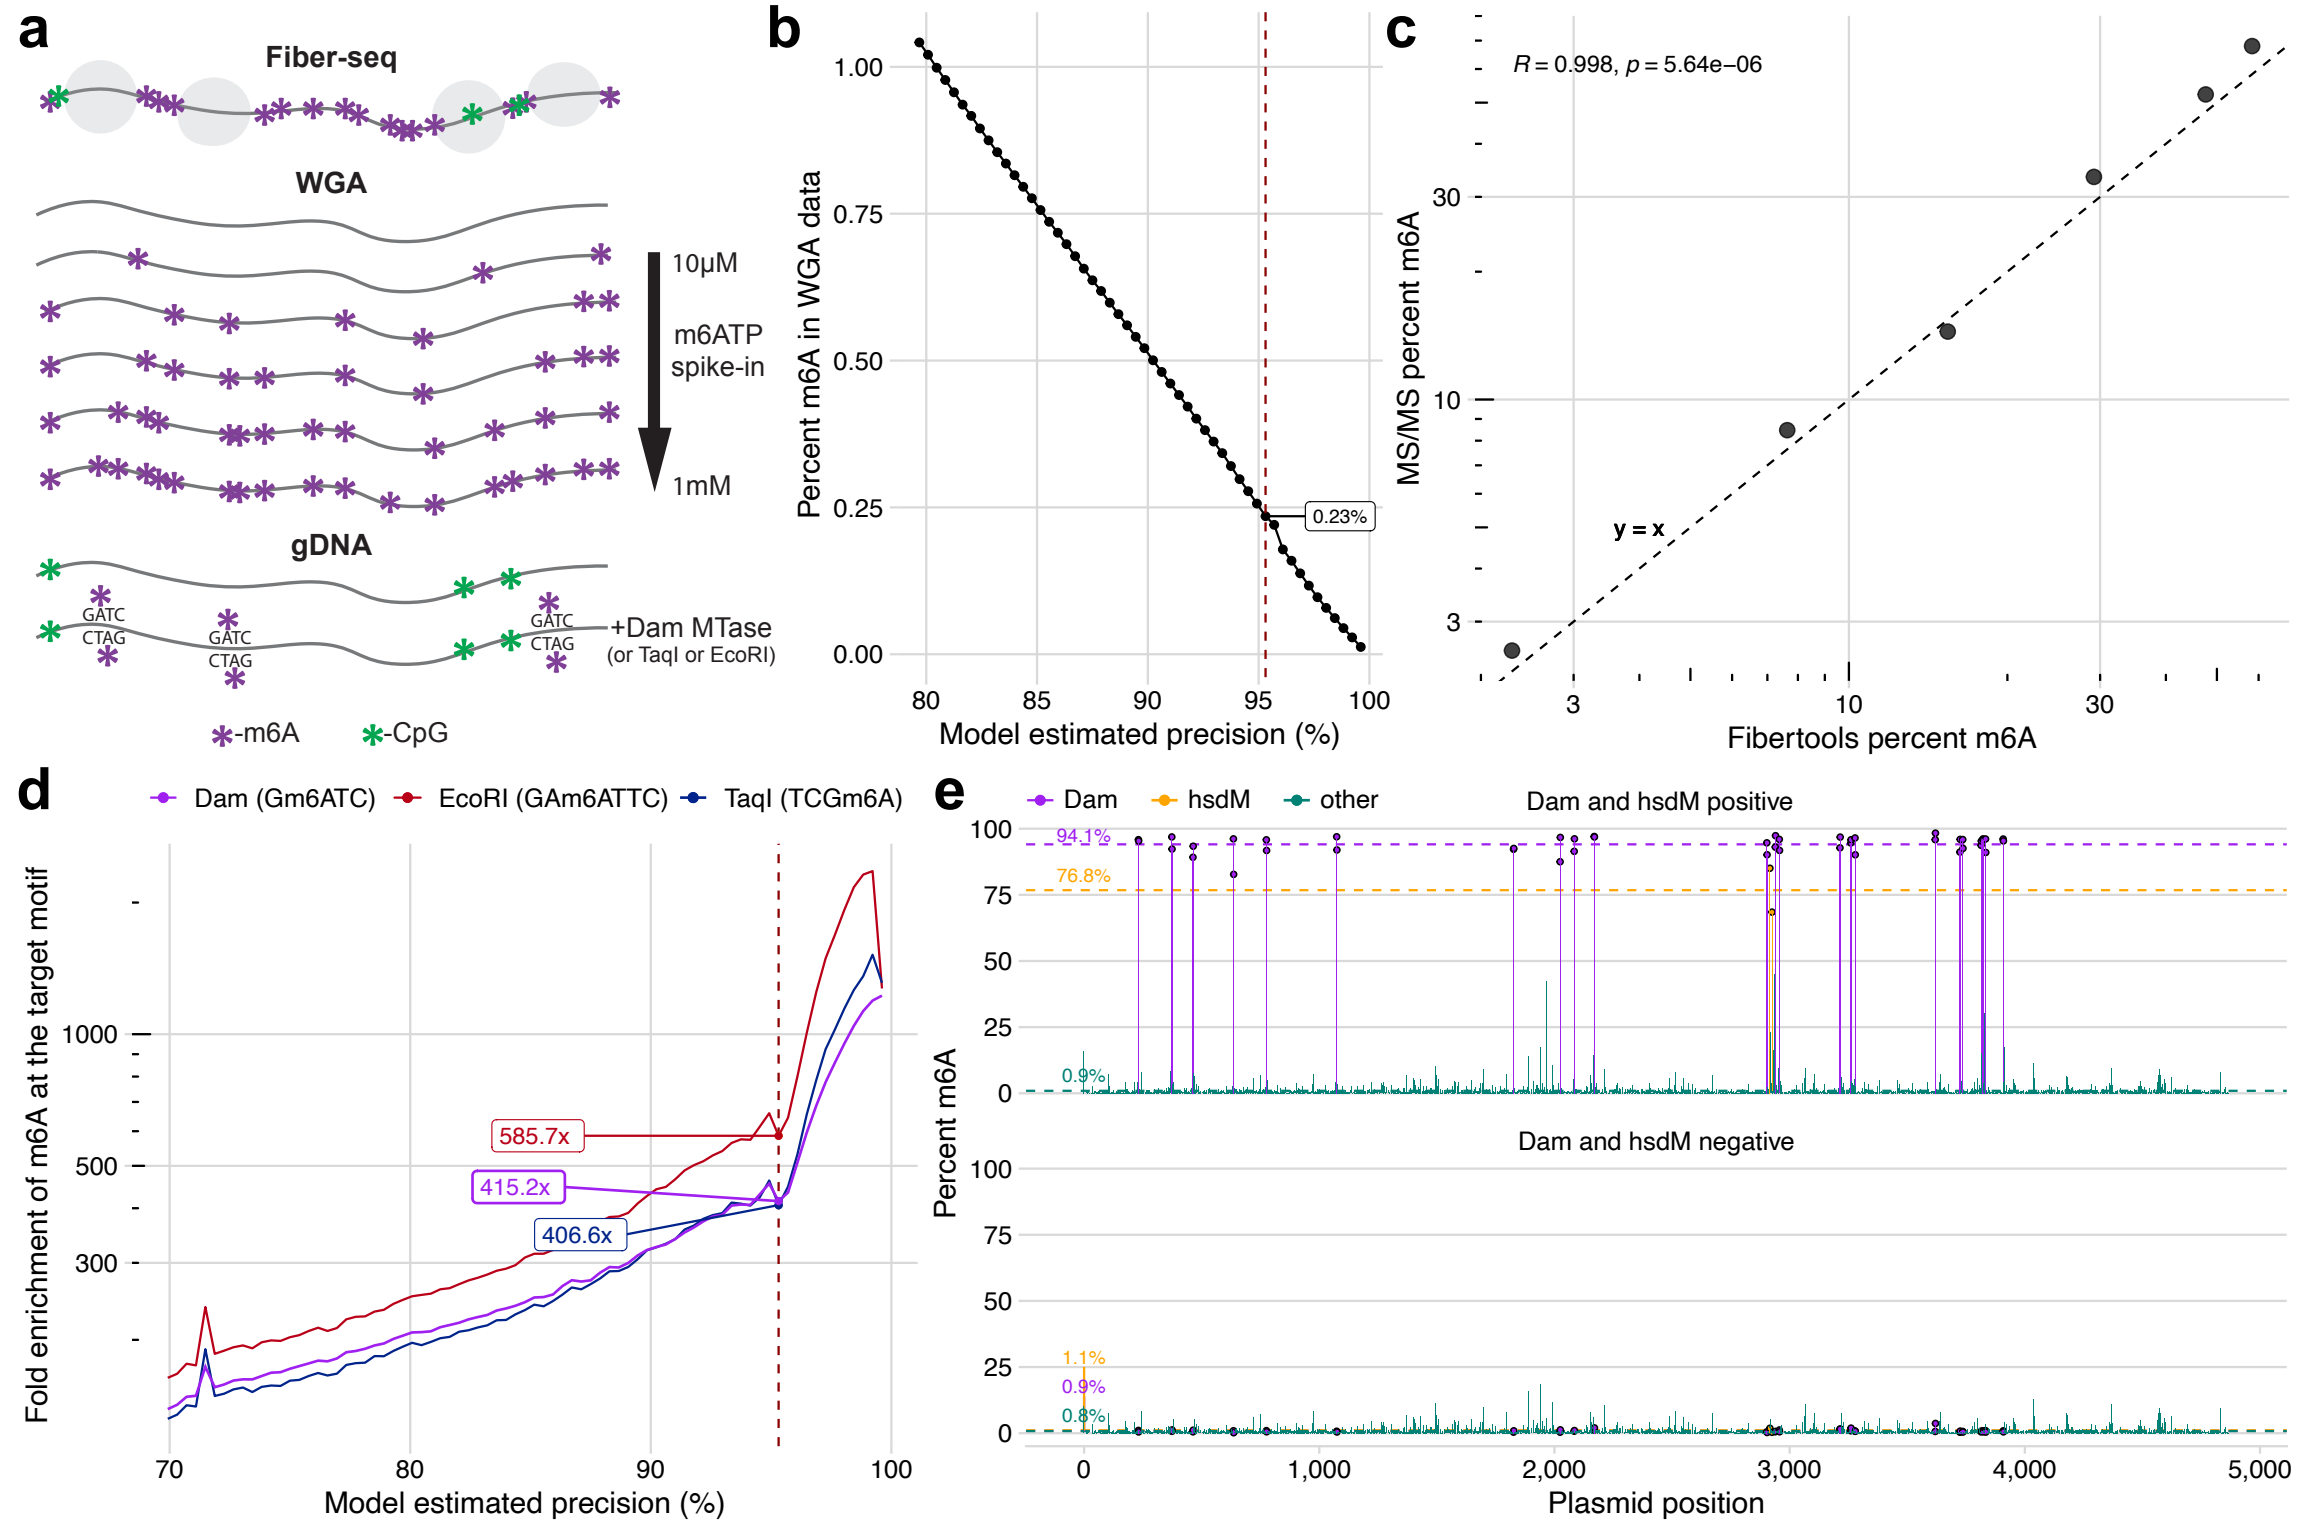 a
Fiber-seq
WGA
10µM
m6ATP
spike-in
1mM
gDNA
GATC
CTAG
GATC
CTAG
GATC
CTAG
+Dam MTase
(or TaqI or EcoRI)
-m6A
-CpG
b
Percent m6A in WGA data
1.00
0.75
0.50
0.25
0.00
0.23%
80
85
90
95
100
Model estimated precision (%)
c
R = 0.998, p = 5.64e−06
MS/MS percent m6A
30
10
3
y = x
3
10
30
Fibertools percent m6A
d
Dam (Gm6ATC)
EcoRI (GAm6ATTC)
TaqI (TCGm6A)
Fold enrichment of m6A at the target motif
1000
500
300
585.7x
415.2x
406.6x
70
80
90
100
Model estimated precision (%)
e
Dam
hsdM
other
Dam and hsdM positive
Percent m6A
100
75
50
25
0
94.1%
76.8%
0.9%
Dam and hsdM negative
100
75
50
25
0
1.1%
0.9%
0.8%
0
1,000
2,000
3,000
4,000
5,000
Plasmid position